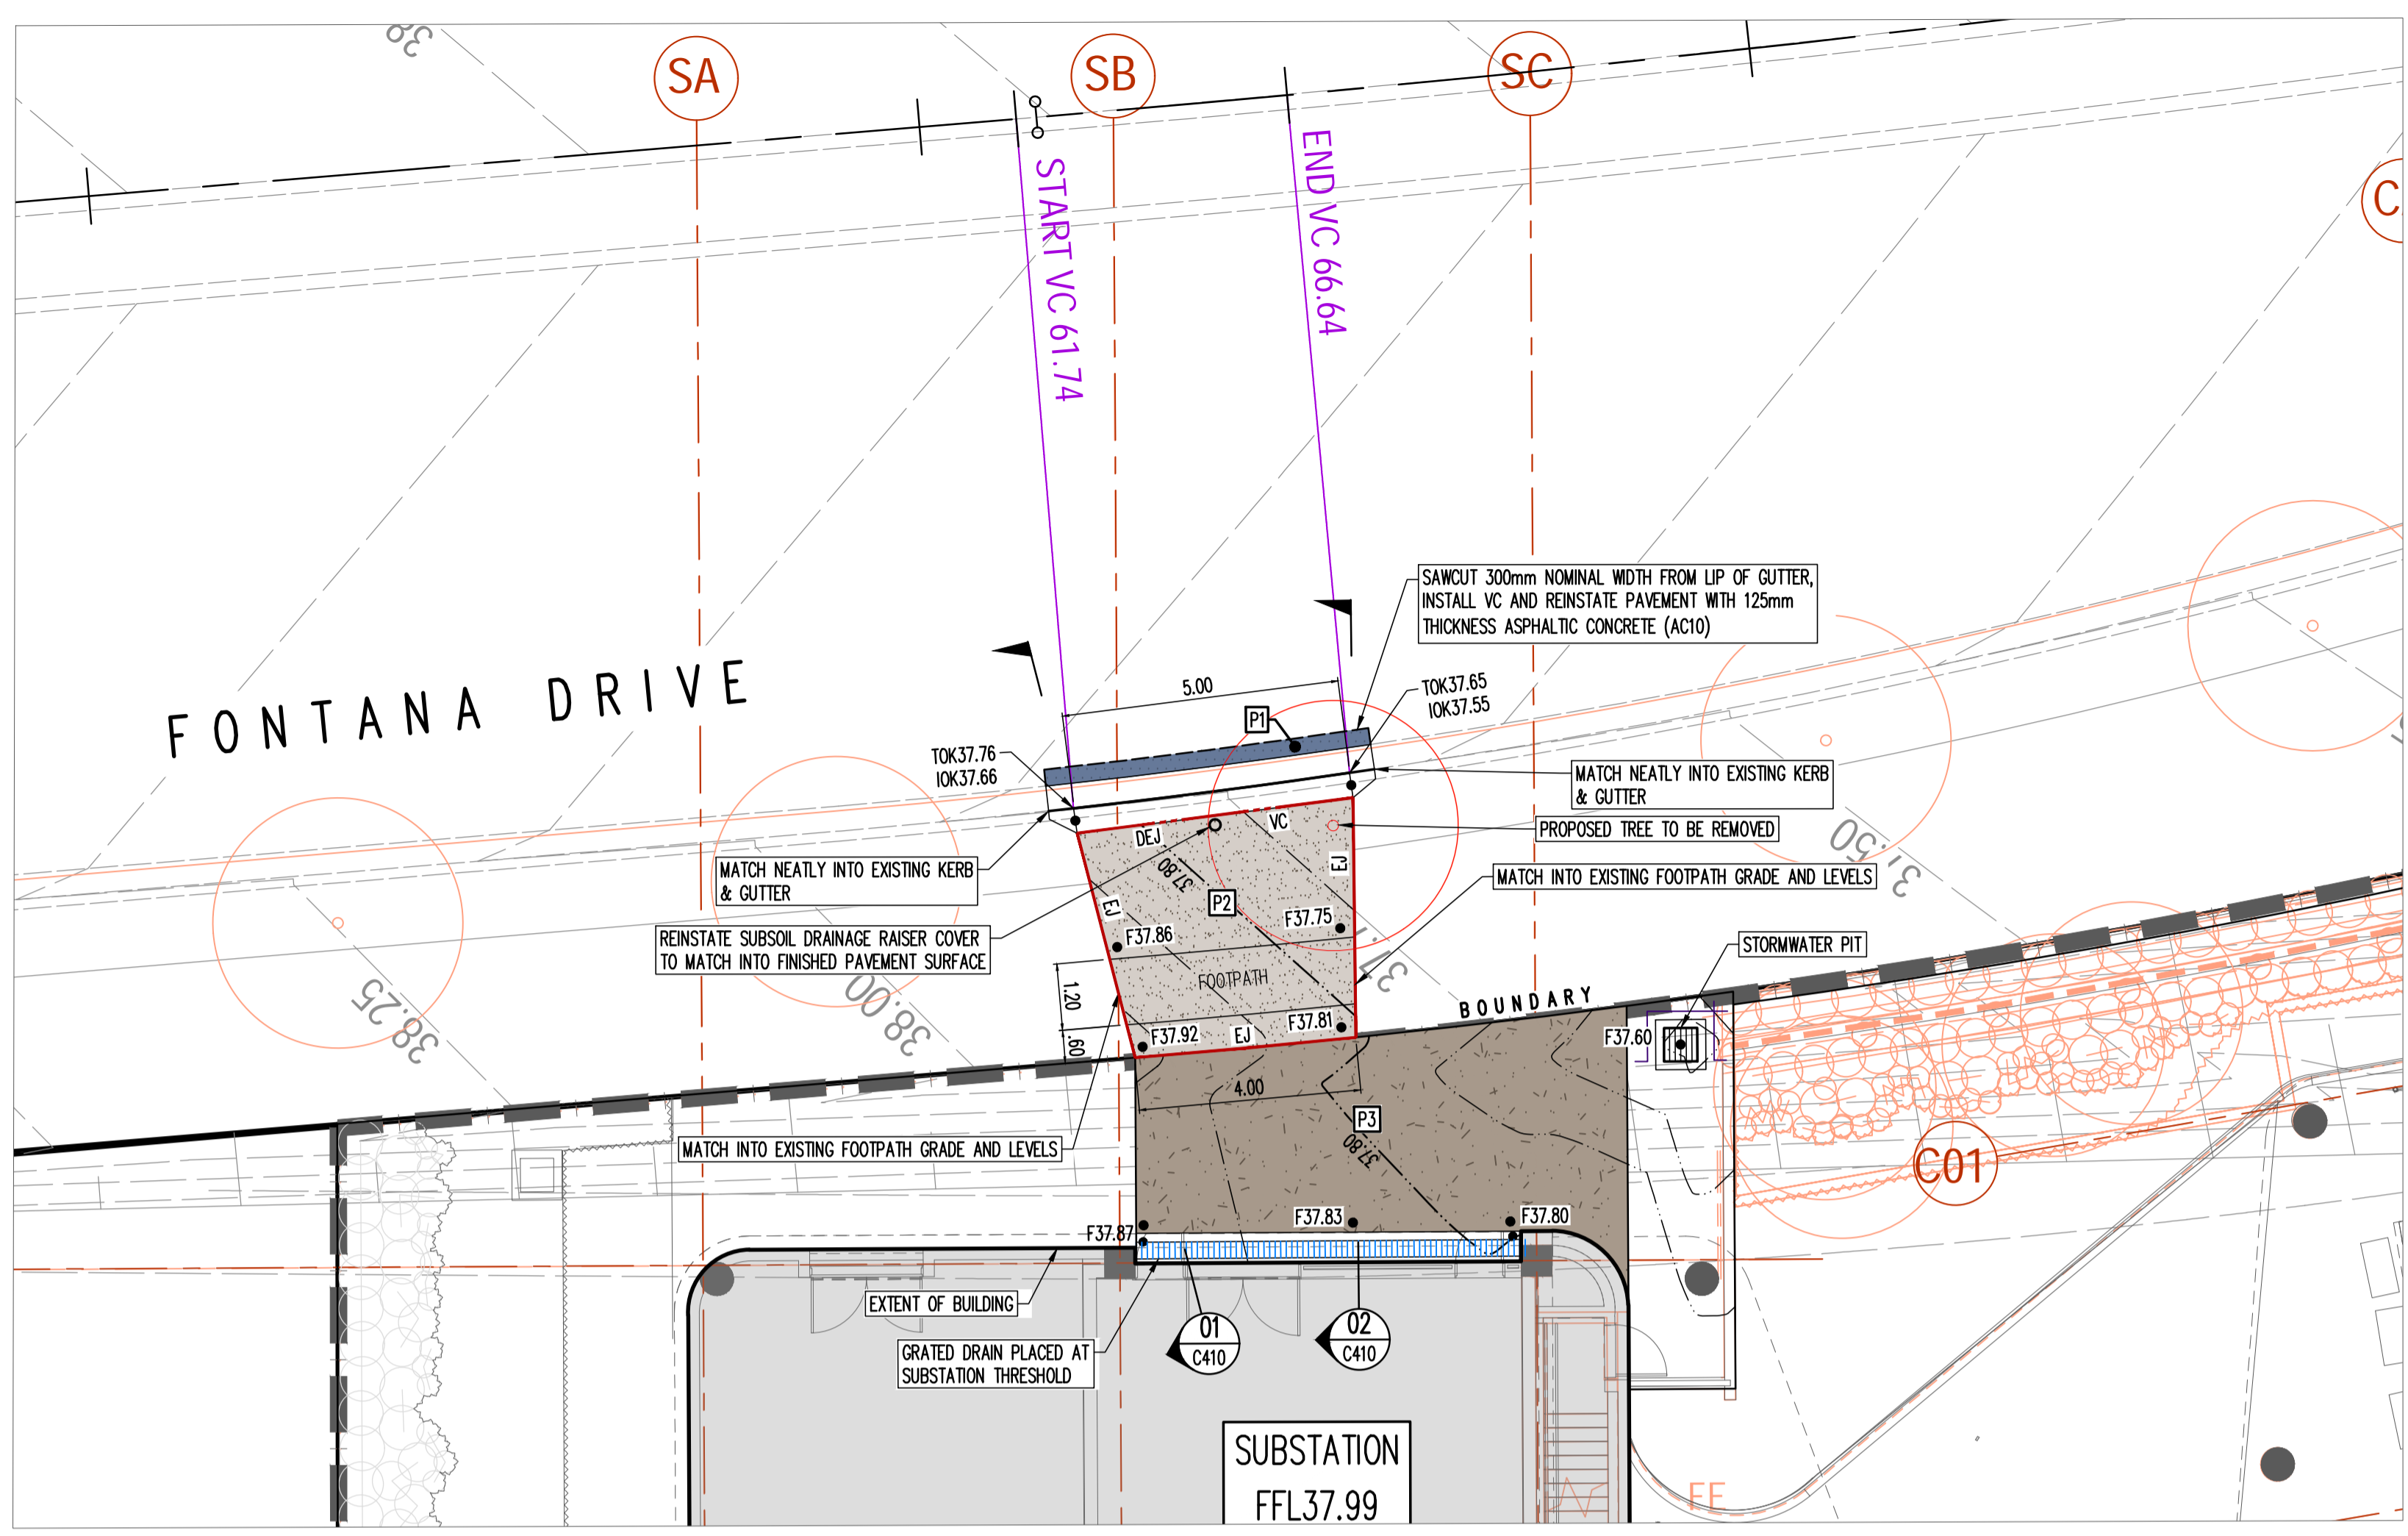 38
SA
SB
SC
C
START VC 61.74
END VC 66.64
SAWCUT 300mm NOMINAL WIDTH FROM LIP OF GUTTER,
INSTALL VC AND REINSTATE PAVEMENT WITH 125mm
THICKNESS ASPHALTIC CONCRETE (AC10)
FONTANA DRIVE
5.00
TOK37.65
IOK37.55
P1
TOK37.76
IOK37.66
MATCH NEATLY INTO EXISTING KERB
& GUTTER
PROPOSED TREE TO BE REMOVED
DEJ
VC
EJ
37.80
37.50
MATCH NEATLY INTO EXISTING KERB
& GUTTER
MATCH INTO EXISTING FOOTPATH GRADE AND LEVELS
EJ
P2
F37.75
F37.86
REINSTATE SUBSOIL DRAINAGE RAISER COVER
TO MATCH INTO FINISHED PAVEMENT SURFACE
STORMWATER PIT
37.7
FOOTPATH
1.20
BOUNDARY
38.25
38.00
F37.92
EJ
F37.81
F37.60
.60
4.00
P3
MATCH INTO EXISTING FOOTPATH GRADE AND LEVELS
37.80
C01
F37.87
F37.83
F37.80
EXTENT OF BUILDING
01
C410
02
C410
GRATED DRAIN PLACED AT
SUBSTATION THRESHOLD
SUBSTATION
FFL37.99